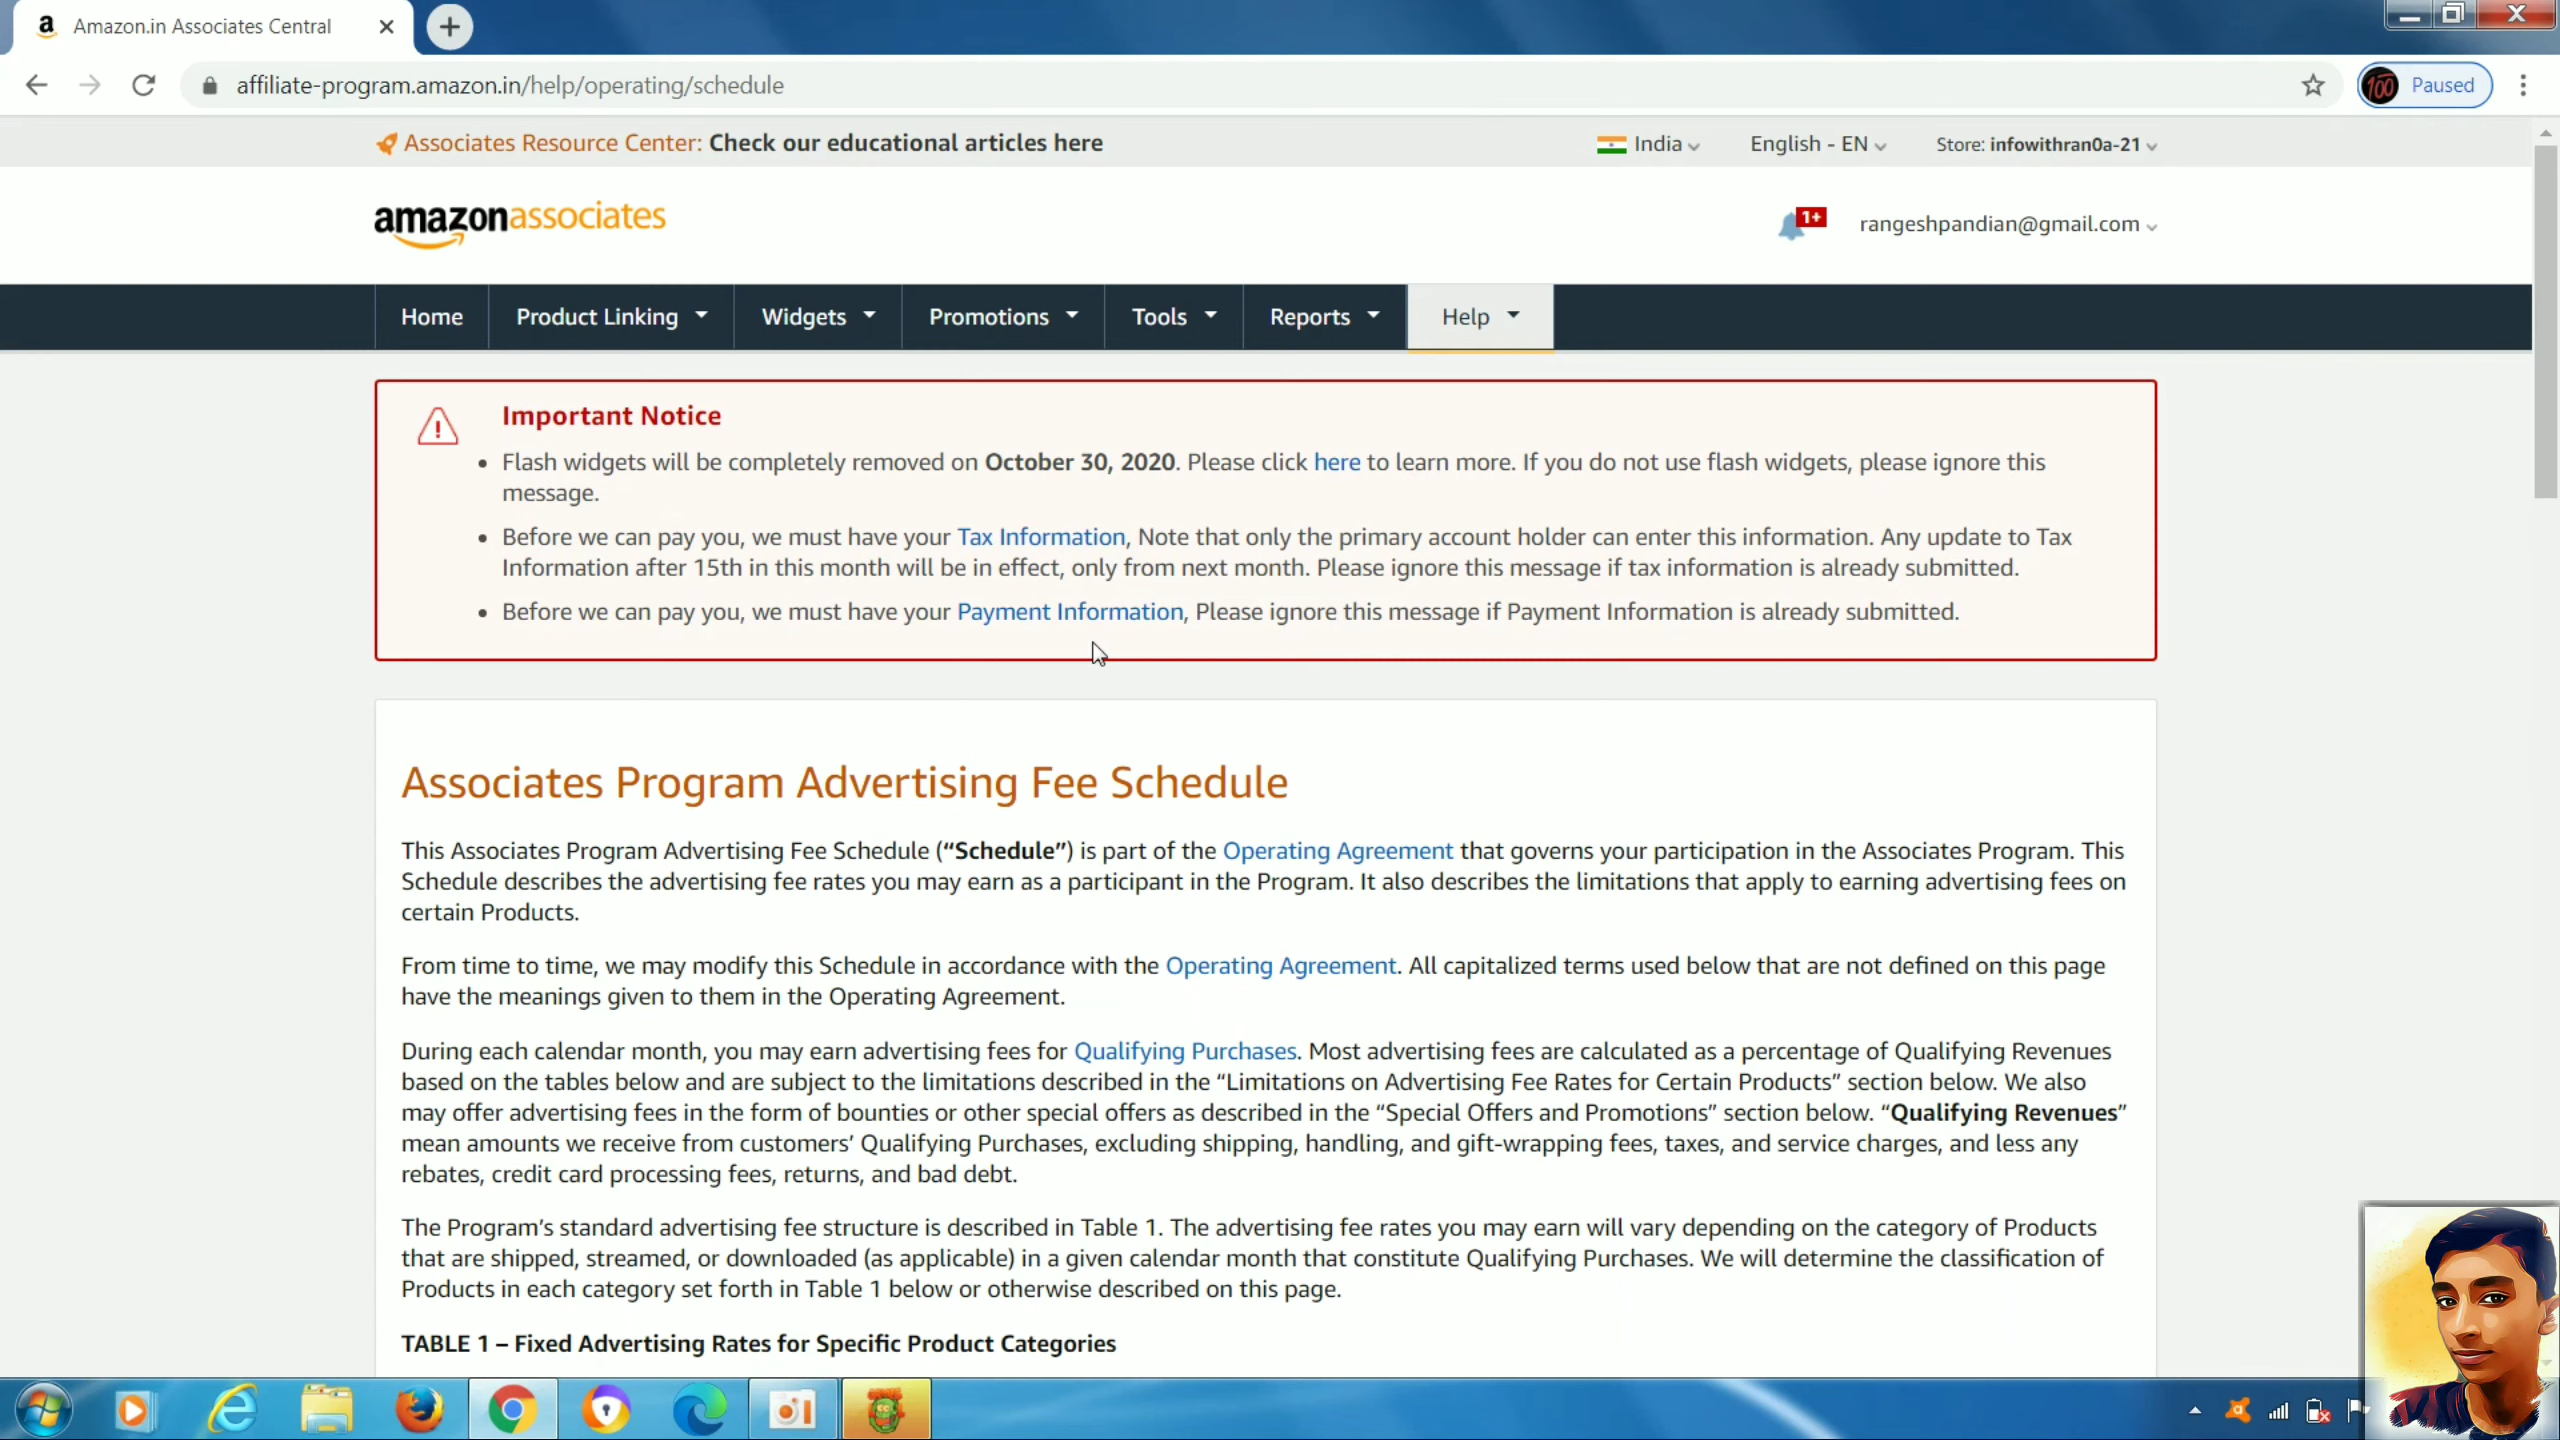 Amazon.in Associates Central
affiliate-program.amazon.in/help/operating/schedule
100 Paused
Associates Resource Center: Check our educational articles here
India
English - EN
Store: infowithran0a-21
amazonassociates
1+
rangeshpandian@gmail.com
Home Product Linking Widgets Promotions Tools Reports Help
Important Notice
• Flash widgets will be completely removed on October 30, 2020. Please click here to learn more. If you do not use flash widgets, please ignore this
message.
• Before we can pay you, we must have your Tax Information, Note that only the primary account holder can enter this information. Any update to Tax
Information after 15th in this month will be in effect, only from next month. Please ignore this message if tax information is already submitted.
• Before we can pay you, we must have your Payment Information, Please ignore this message if Payment Information is already submitted.
Associates Program Advertising Fee Schedule
This Associates Program Advertising Fee Schedule (“Schedule”) is part of the Operating Agreement that governs your participation in the Associates Program. This
Schedule describes the advertising fee rates you may earn as a participant in the Program. It also describes the limitations that apply to earning advertising fees on
certain Products.
From time to time, we may modify this Schedule in accordance with the Operating Agreement. All capitalized terms used below that are not defined on this page
have the meanings given to them in the Operating Agreement.
During each calendar month, you may earn advertising fees for Qualifying Purchases. Most advertising fees are calculated as a percentage of Qualifying Revenues
based on the tables below and are subject to the limitations described in the “Limitations on Advertising Fee Rates for Certain Products” section below. We also
may offer advertising fees in the form of bounties or other special offers as described in the “Special Offers and Promotions” section below. “Qualifying Revenues”
mean amounts we receive from customers’ Qualifying Purchases, excluding shipping, handling, and gift-wrapping fees, taxes, and service charges, and less any
rebates, credit card processing fees, returns, and bad debt.
The Program’s standard advertising fee structure is described in Table 1. The advertising fee rates you may earn will vary depending on the category of Products
that are shipped, streamed, or downloaded (as applicable) in a given calendar month that constitute Qualifying Purchases. We will determine the classification of
Products in each category set forth in Table 1 below or otherwise described on this page.
TABLE 1 – Fixed Advertising Rates for Specific Product Categories